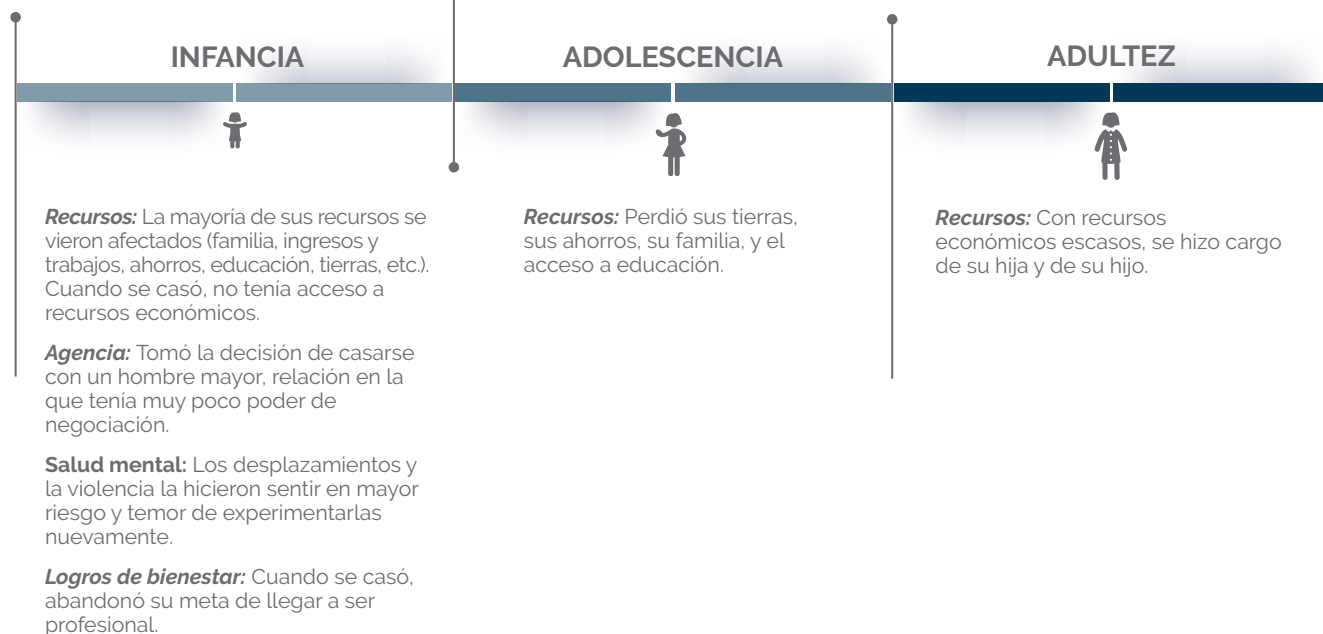 INFANCIA
Recursos: La mayoría de sus recursos se
vieron afectados (familia, ingresos y
trabajos, ahorros, educación, tierras, etc.).
Cuando se casó, no tenía acceso a
recursos económicos.
Agencia: Tomó la decisión de casarse
con un hombre mayor, relación en la
que tenía muy poco poder de
negociación.
Salud mental: Los desplazamientos y
la violencia la hicieron sentir en mayor
riesgo y temor de experimentarlas
nuevamente.
Logros de bienestar: Cuando se casó,
abandonó su meta de llegar a ser
profesional.
ADOLESCENCIA
Recursos: Perdió sus tierras,
sus ahorros, su familia, y el
acceso a educación.
ADULTEZ
Recursos: Con recursos
económicos escasos, se hizo cargo
de su hija y de su hijo.